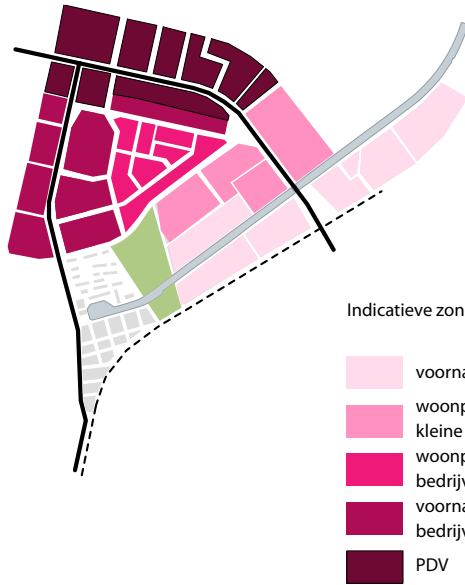 Indicatieve zon
voorna
woonp
kleine
woonp
bedrijv
voorna
bedrijv
PDV